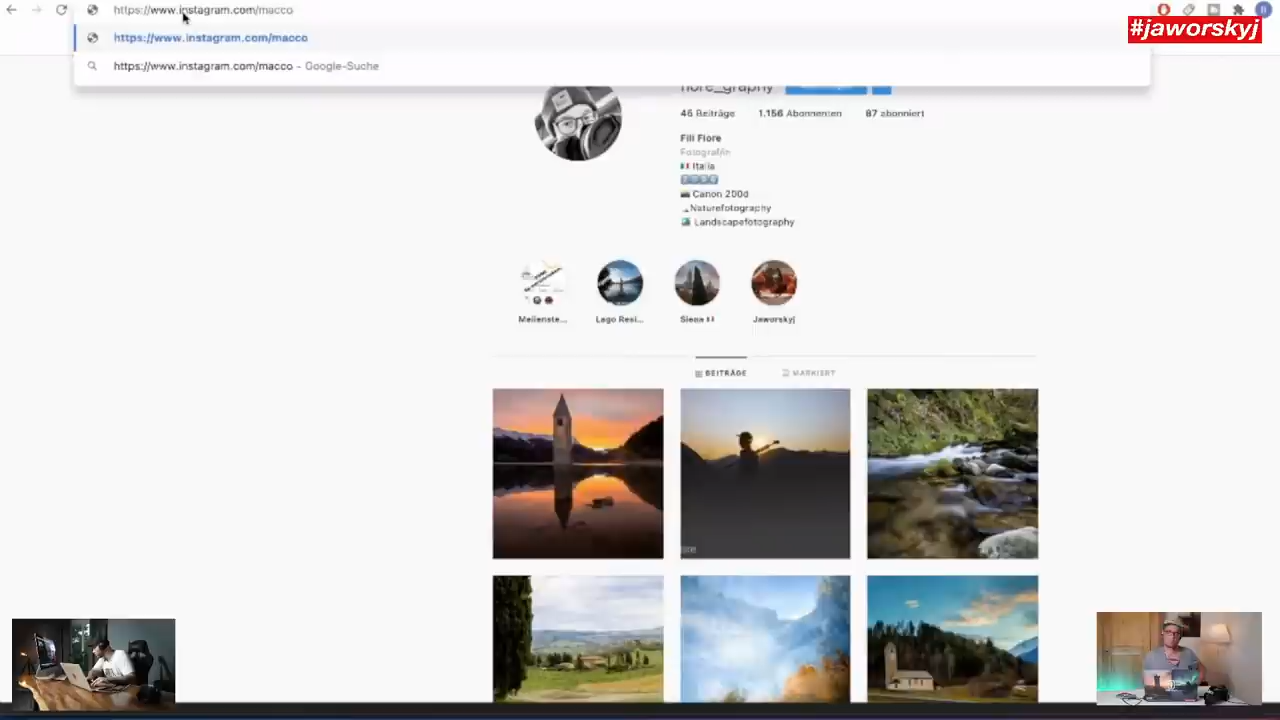 https://www.instagram.com/macco
#jaworskyj
https://www.instagram.com/macco
https://www.instagram.com/macco - Google-Suche
46 Beiträge 1.156 Abonnenten 87 abonniert
Fili Fiore
Fotograf/in
Italia
Canon 200d
Naturefotography
Landscapefotography
Meilenste... Lago Resi... Siena Jaworskyj
BEITRÄGE MARKIERT